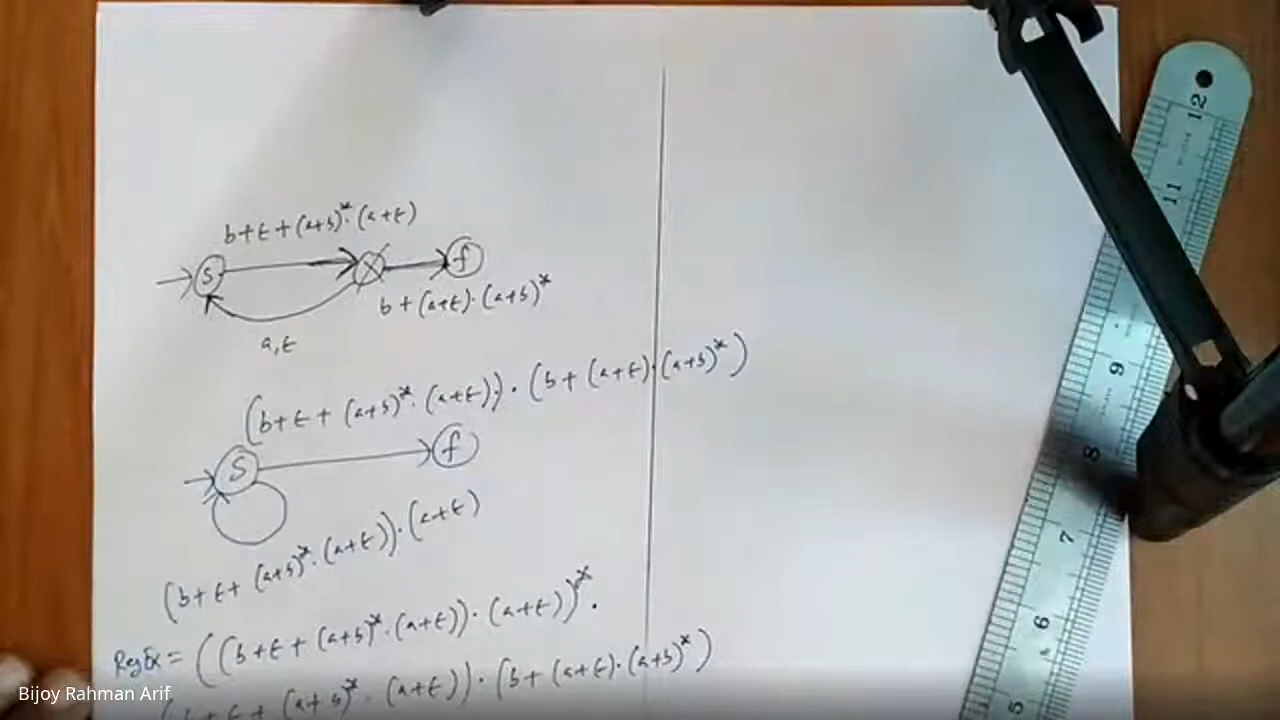 b+ε+(a+b)*.(a+ε)
S X f
b+(a+ε).(a+b)*
a,ε
(b+ε+(a+b)*.(a+ε)).(b+(a+ε).(a+b)*)
S f
(b+ε+(a+b)*.(a+ε)).(a+ε)
RegEx = ((b+ε+(a+b)*.(a+ε)).(a+ε))*.
(b+ε+(a+b)*.(a+ε)).(b+(a+ε).(a+b)*)
Bijoy Rahman Arif
12
11
9
8
7
6
5